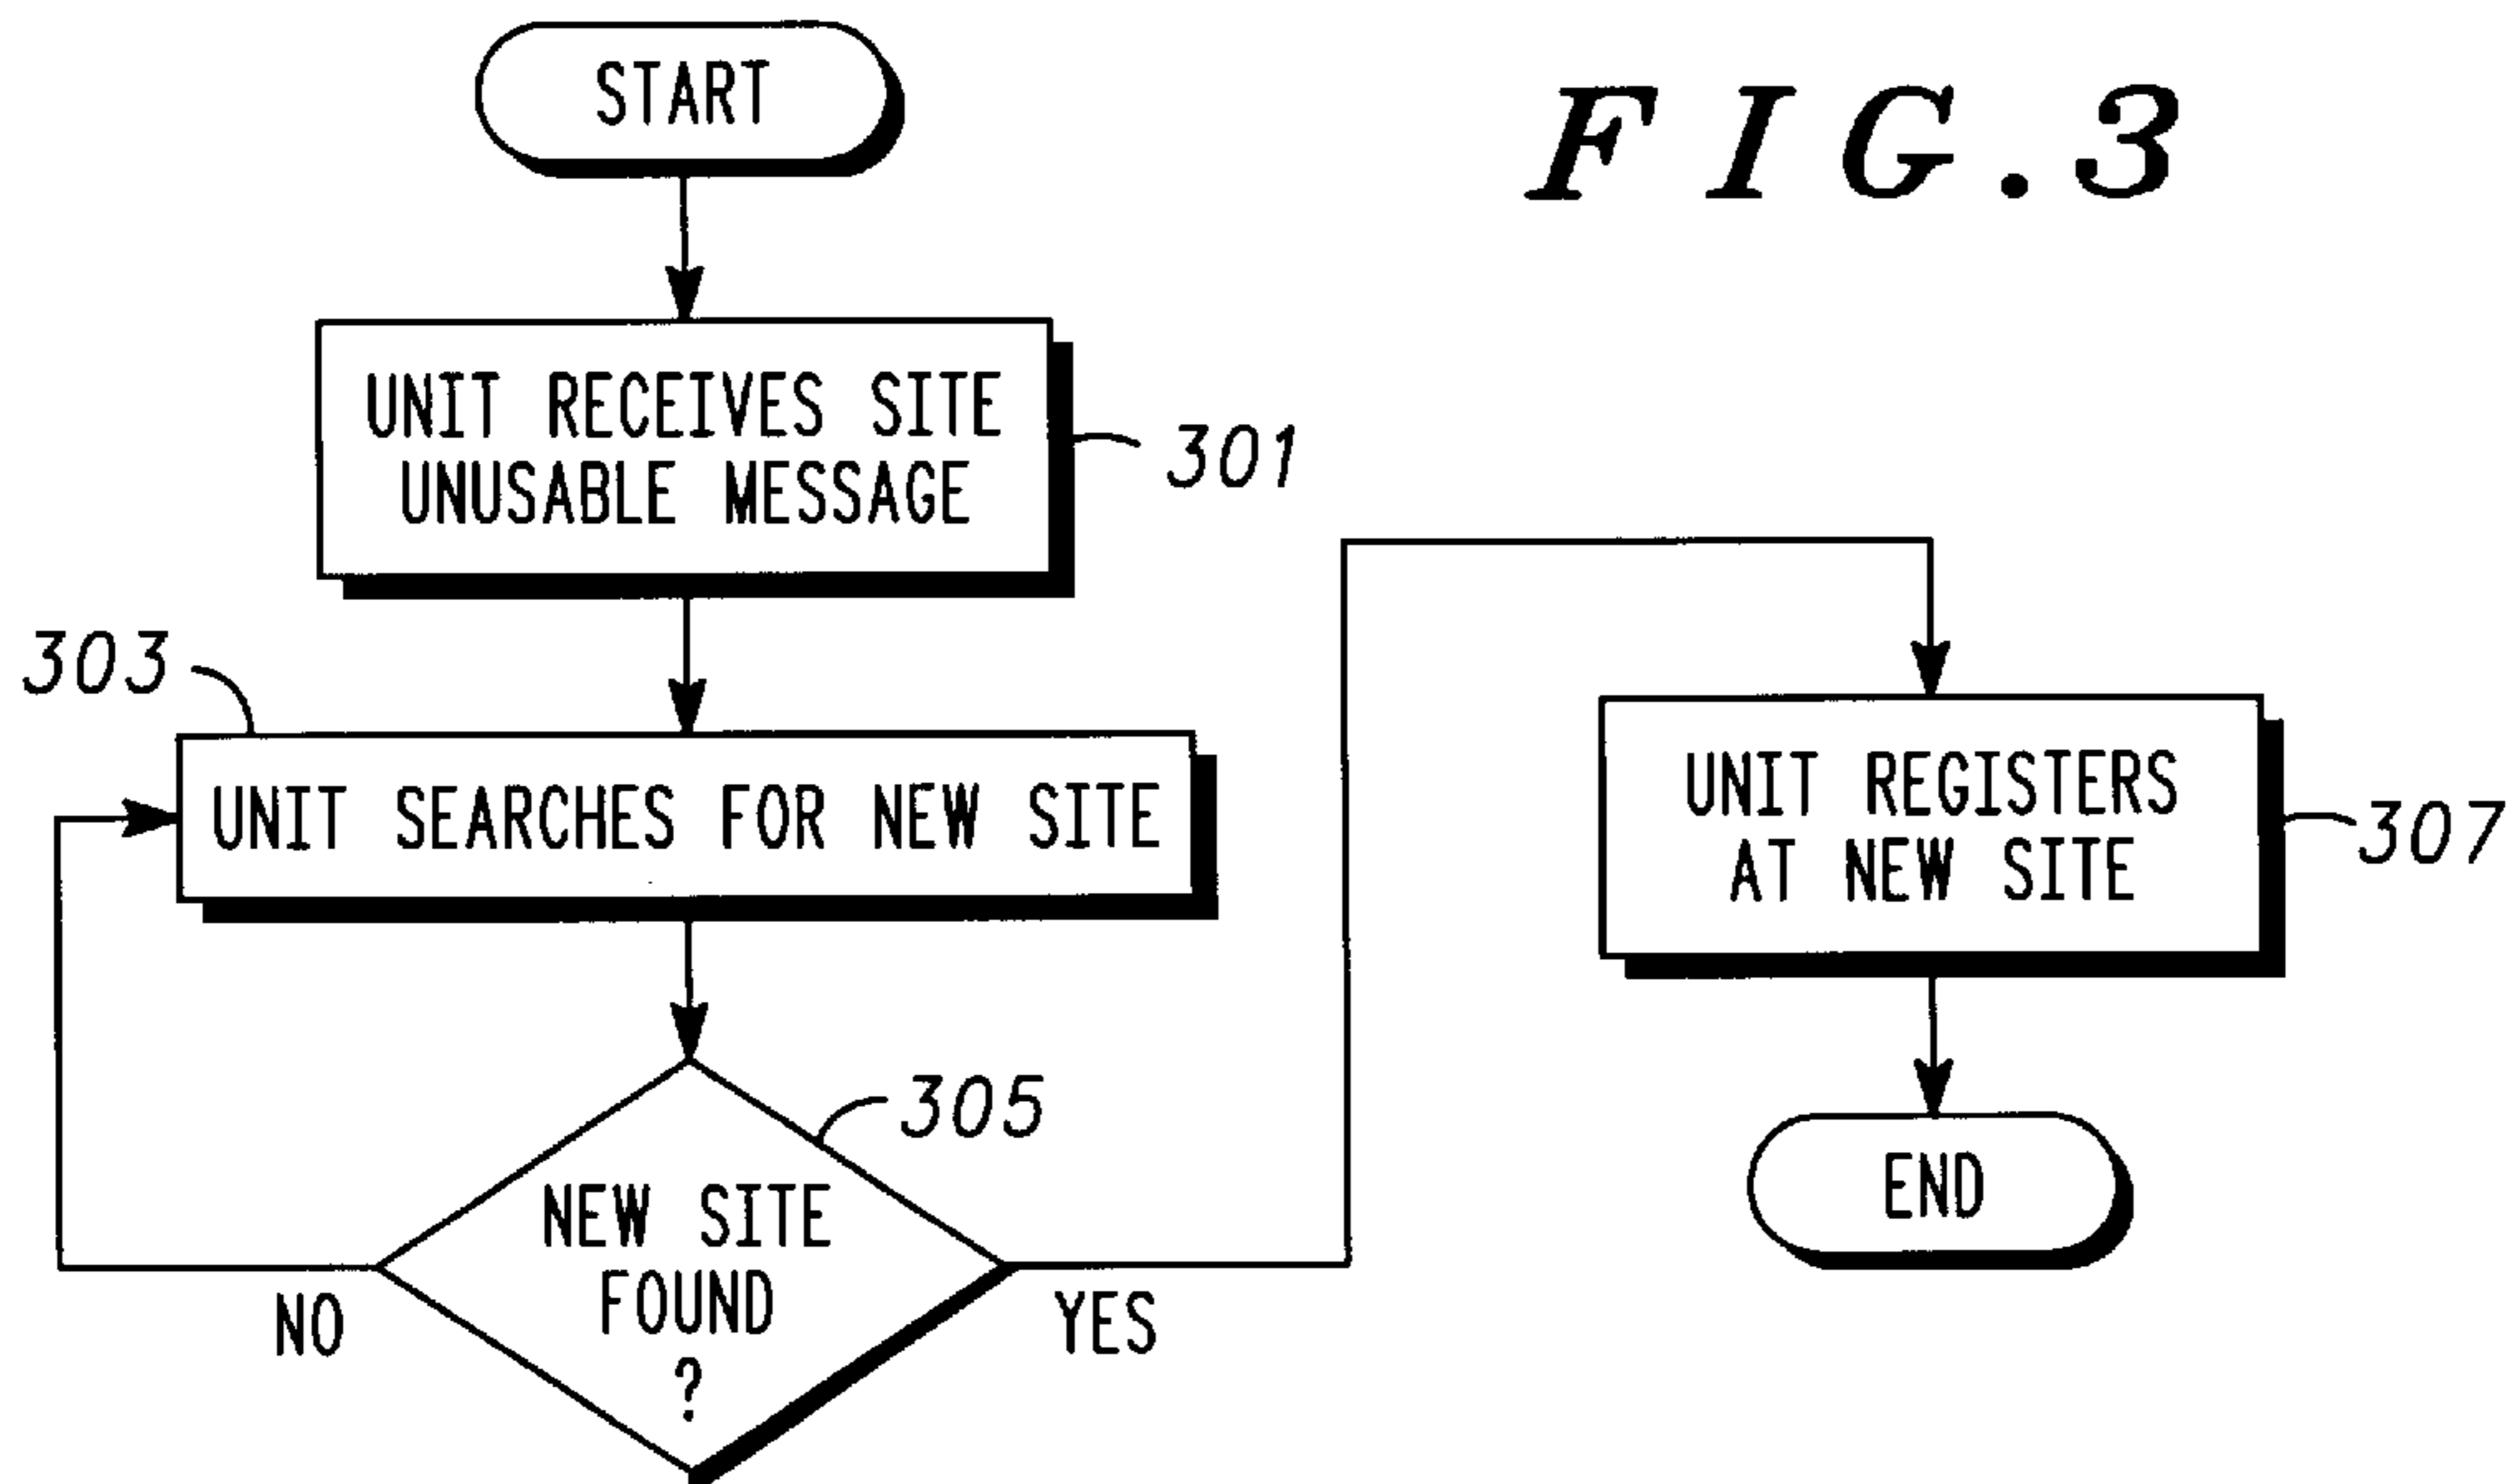 START
FIG.3
UNIT RECEIVES SITE
UNUSABLE MESSAGE
301
303
UNIT SEARCHES FOR NEW SITE
UNIT REGISTERS
AT NEW SITE
307
305
NEW SITE
FOUND
?
NO
YES
END